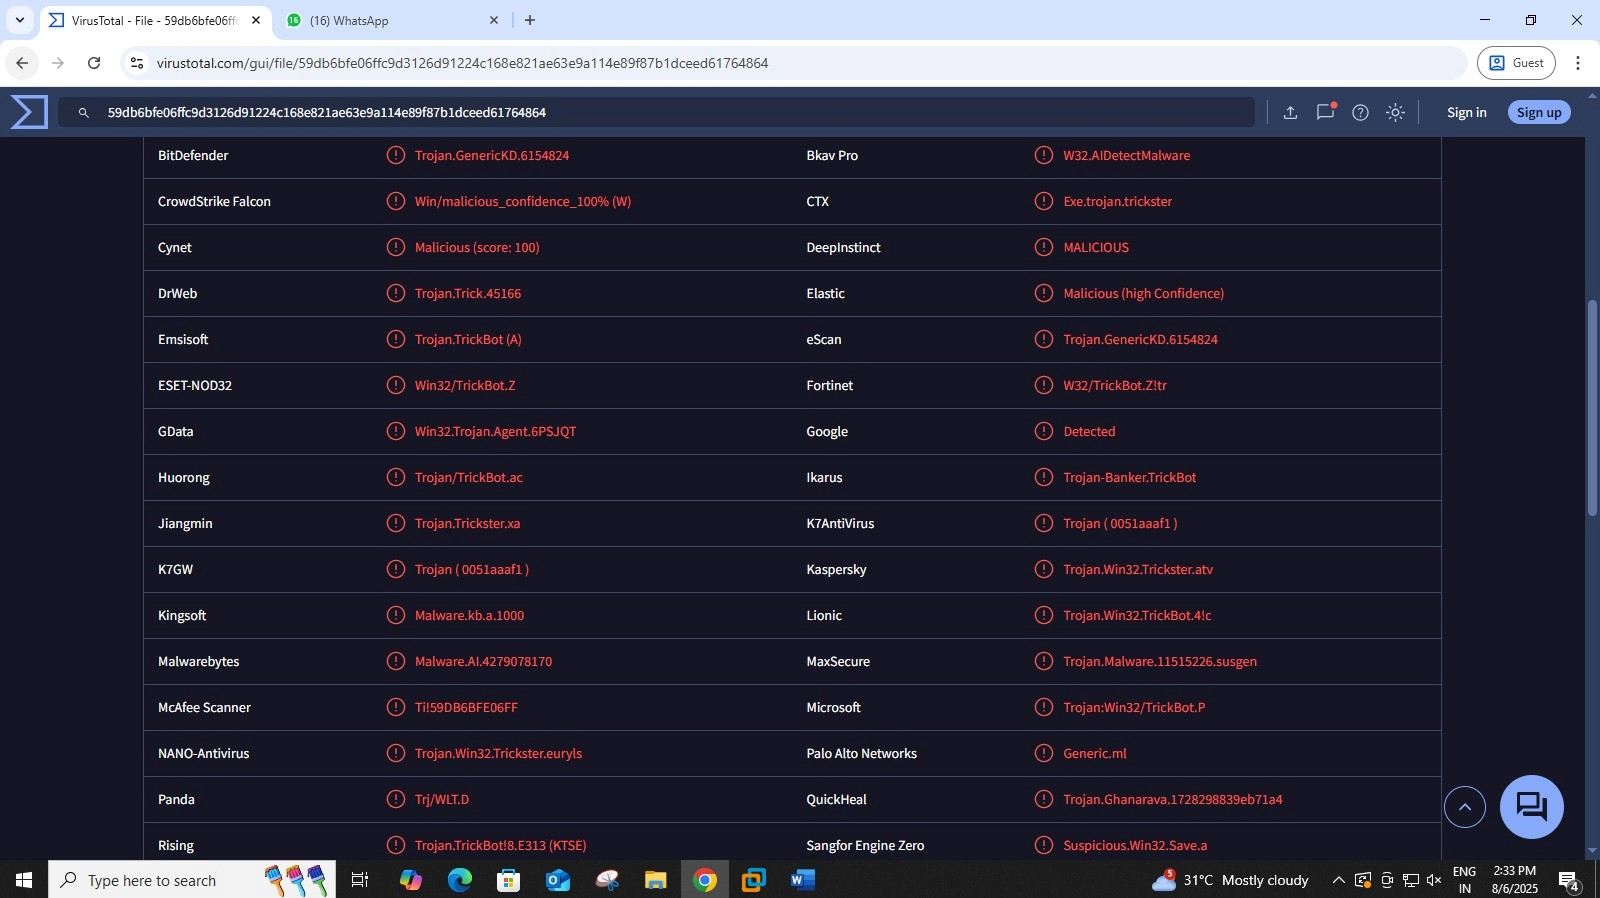 VirusTotal - File - 59db6bfe06ff
16
(16) WhatsApp
virustotal.com/gui/file/59db6bfe06ffc9d3126d91224c168e821ae63e9a114e89f87b1dceed61764864
Guest
59db6bfe06ffc9d3126d91224c168e821ae63e9a114e89f87b1dceed61764864
Sign in
Sign up
BitDefender Trojan.GenericKD.6154824 Bkav Pro W32.AIDetectMalware
CrowdStrike Falcon Win/malicious_confidence_100% (W) CTX Exe.trojan.trickster
Cynet Malicious (score: 100) DeepInstinct MALICIOUS
DrWeb Trojan.Trick.45166 Elastic Malicious (high Confidence)
Emsisoft Trojan.TrickBot (A) eScan Trojan.GenericKD.6154824
ESET-NOD32 Win32/TrickBot.Z Fortinet W32/TrickBot.Z!tr
GData Win32.Trojan.Agent.6PSJQT Google Detected
Huorong Trojan/TrickBot.ac Ikarus Trojan-Banker.TrickBot
Jiangmin Trojan.Trickster.xa K7AntiVirus Trojan ( 0051aaaf1 )
K7GW Trojan ( 0051aaaf1 ) Kaspersky Trojan.Win32.Trickster.atv
Kingsoft Malware.kb.a.1000 Lionic Trojan.Win32.TrickBot.4!c
Malwarebytes Malware.AI.4279078170 MaxSecure Trojan.Malware.11515226.susgen
McAfee Scanner Ti!59DB6BFE06FF Microsoft Trojan:Win32/TrickBot.P
NANO-Antivirus Trojan.Win32.Trickster.euryls Palo Alto Networks Generic.ml
Panda Trj/WLT.D QuickHeal Trojan.Ghanarava.1728298839eb71a4
Rising Trojan.TrickBot!8.E313 (KTSE) Sangfor Engine Zero Suspicious.Win32.Save.a
Type here to search
5
31°C Mostly cloudy
ENG
IN
2:33 PM
8/6/2025
4